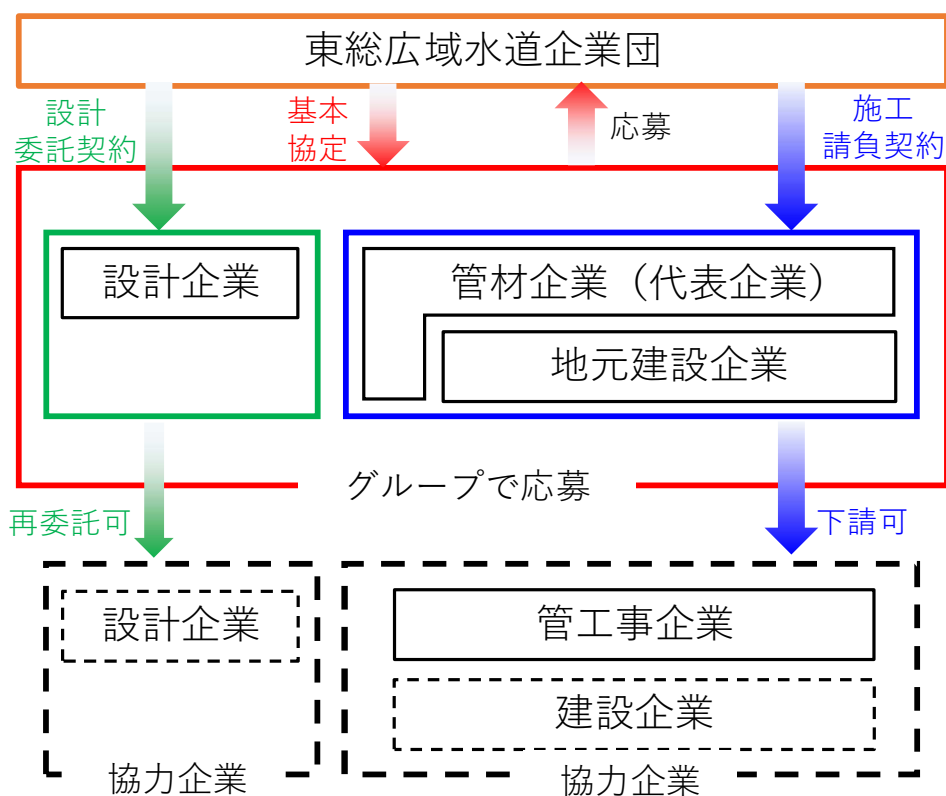 東総広域水道企業団
設計
委託契約
基本
協定
応募
施工
請負契約
設計企業
管材企業（代表企業）
地元建設企業
グループで応募
再委託可
下請可
設計企業
管工事企業
建設企業
協力企業
協力企業